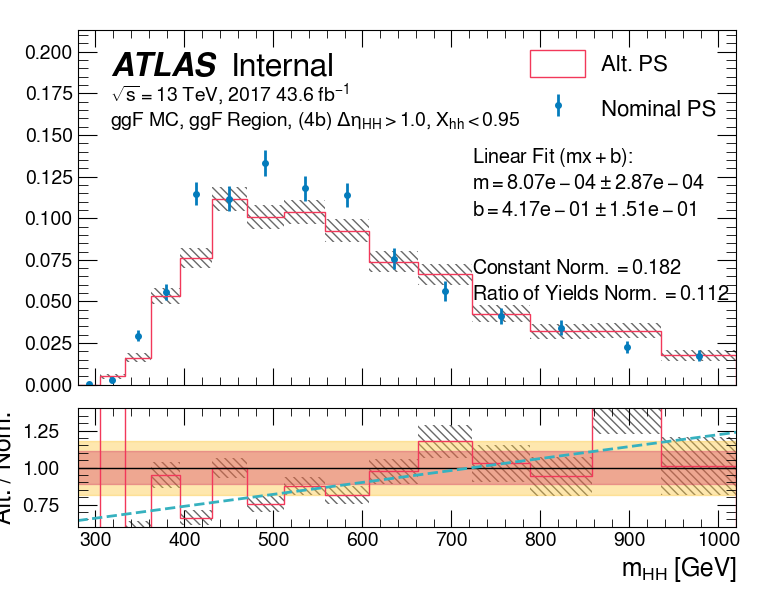 ATLAS Internal
√s = 13 TeV, 2017 43.6 fb⁻¹
ggF MC, ggF Region, (4b) Δη_HH > 1.0, X_hh < 0.95
Alt. PS
Nominal PS
Linear Fit (mx + b):
m = 8.07e − 04 ± 2.87e − 04
b = 4.17e − 01 ± 1.51e − 01
Constant Norm. = 0.182
Ratio of Yields Norm. = 0.112
0.200
0.175
0.150
0.125
0.100
0.075
0.050
0.025
0.000
Alt. / Nom.
1.25
1.00
0.75
300 400 500 600 700 800 900 1000
m_HH [GeV]